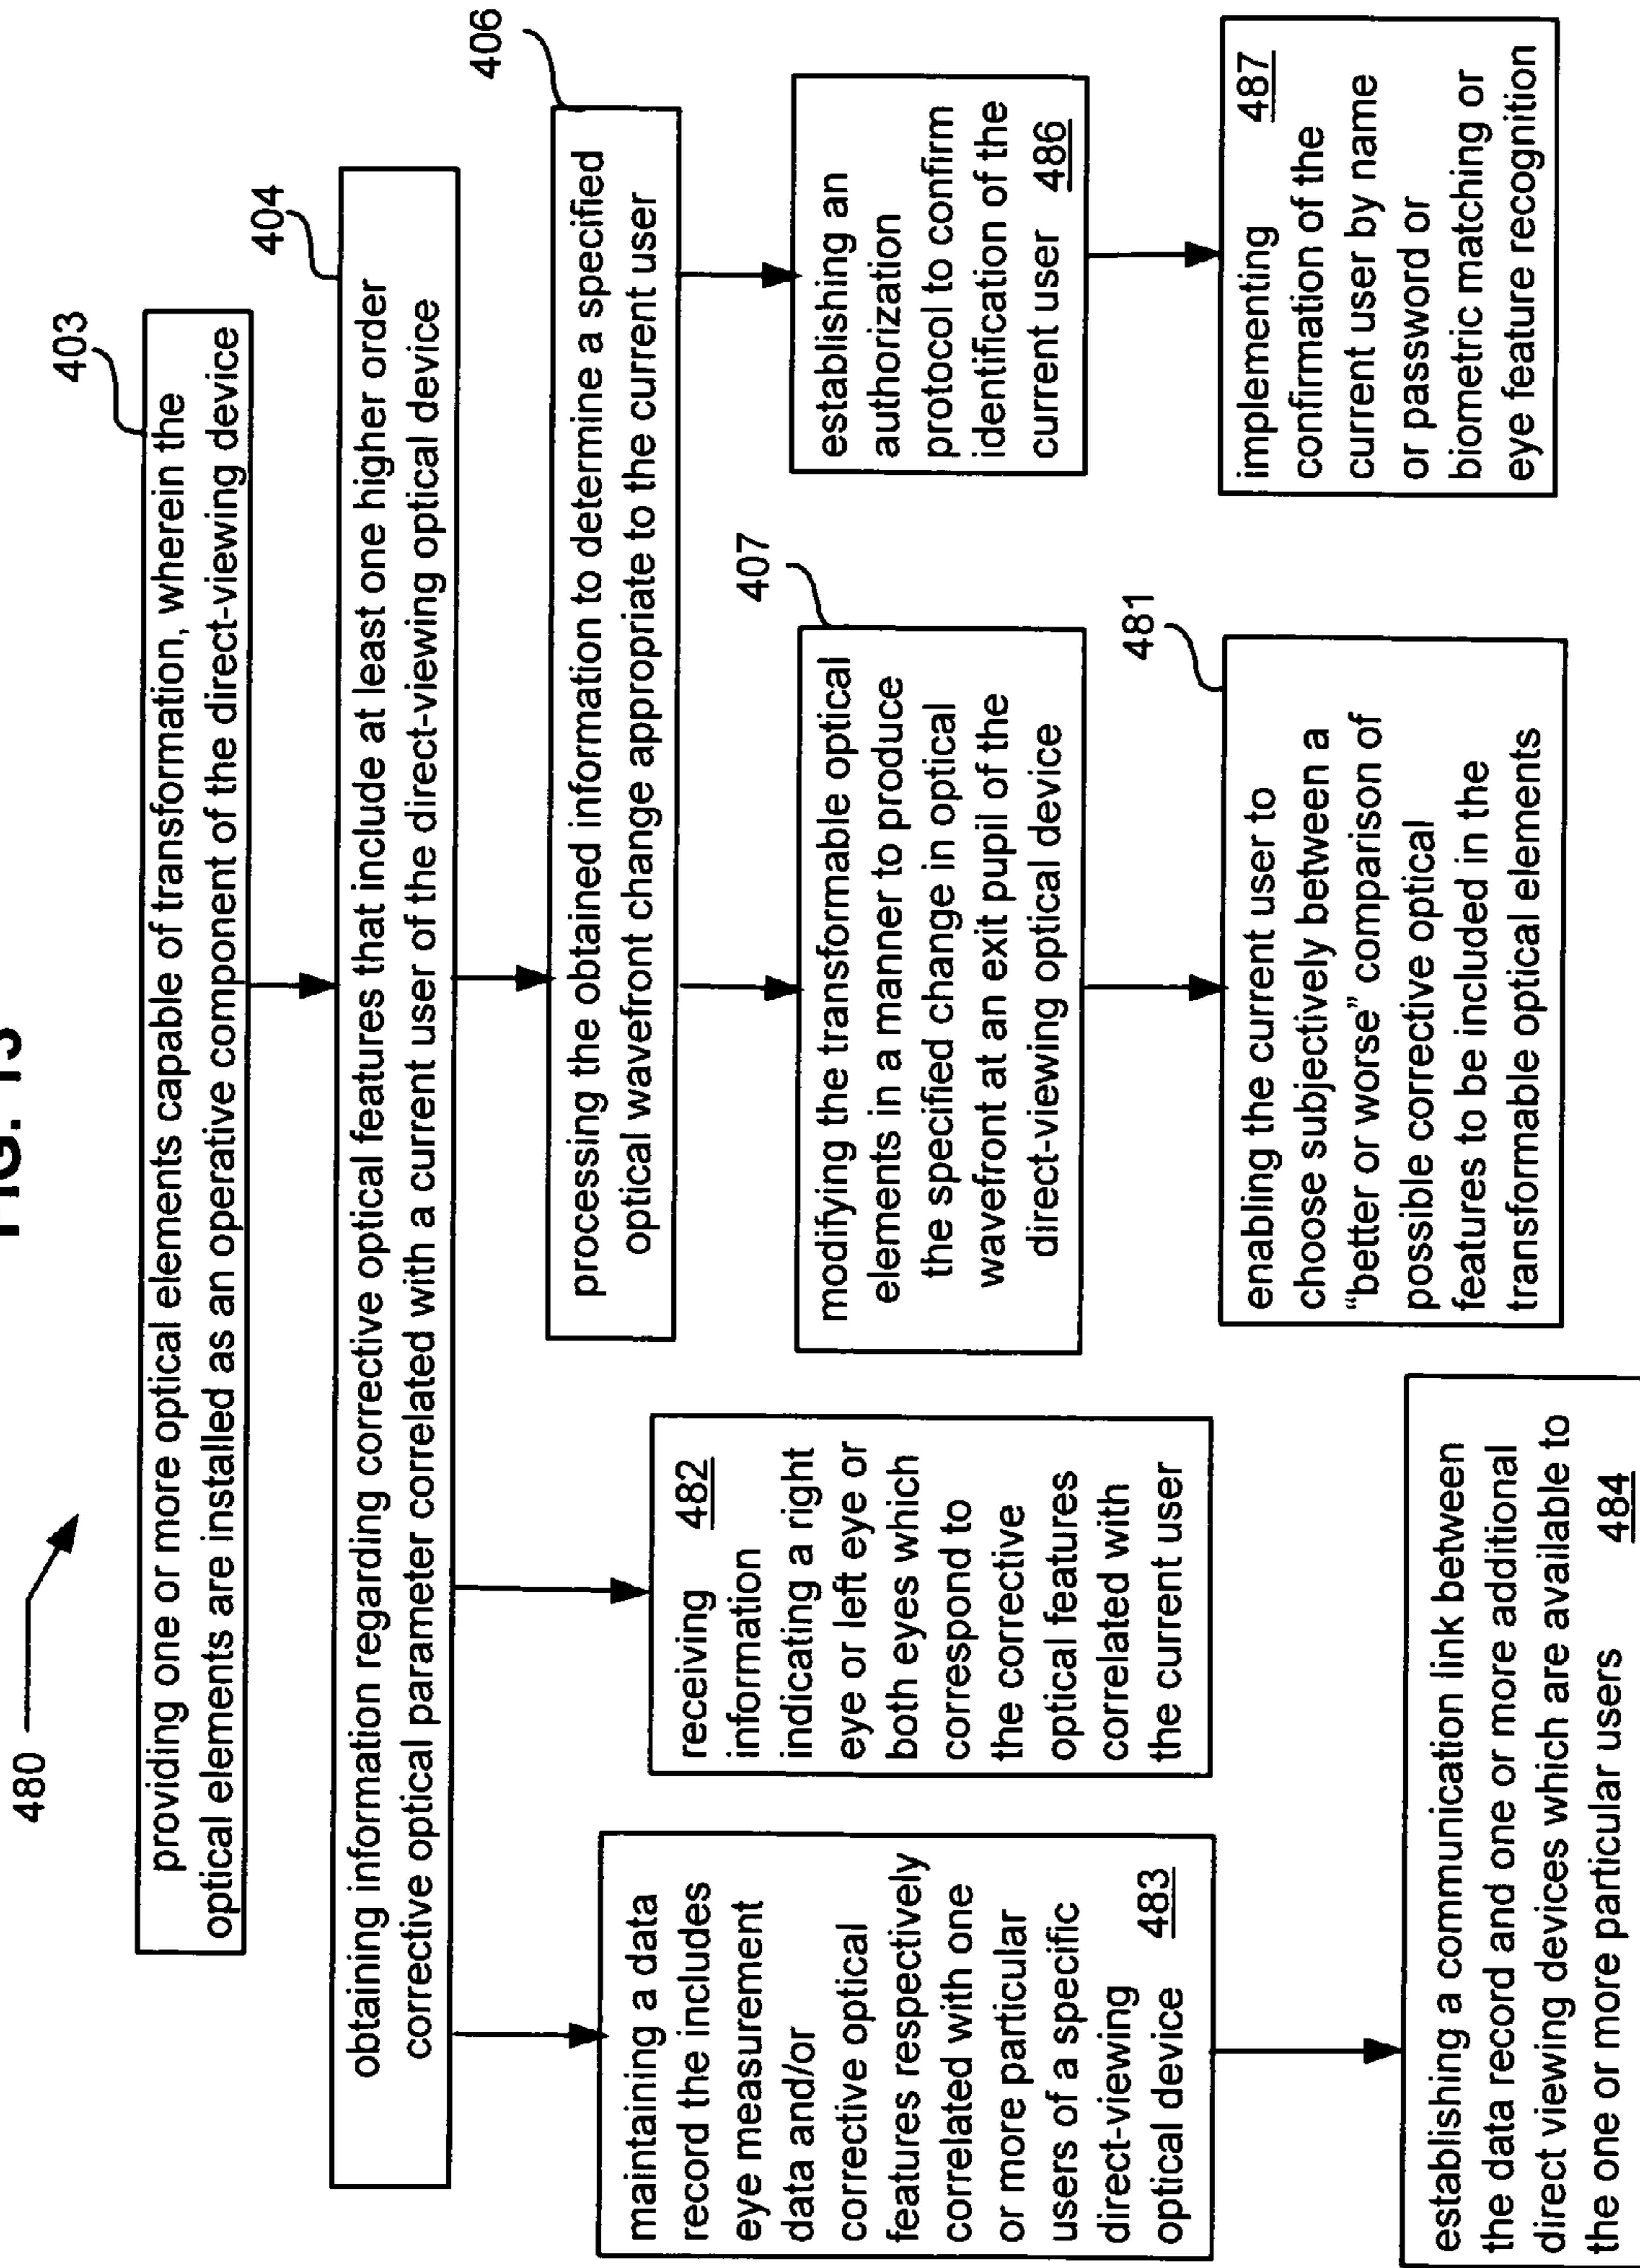 FIG.
480
403
providing one or more optical elements capable of transformation, wherein the
optical elements are installed as an operative component of the direct-viewing device
404
obtaining information regarding corrective optical features that include at least one higher order
corrective optical parameter correlated with a current user of the direct-viewing optical device
406
processing the obtained information to determine a specified
optical wavefront change appropriate to the current user
maintaining a data
record the includes
eye measurement
data and/or
corrective optical
features respectively
correlated with one
or more particular
users of a specific
direct-viewing
optical device 483
receiving 482
information
indicating a right
eye or left eye or
both eyes which
correspond to
the corrective
optical features
correlated with
the current user
407
modifying the transformable optical
elements in a manner to produce
the specified change in optical
wavefront at an exit pupil of the
direct-viewing optical device
establishing an
authorization
protocol to confirm
identification of the
current user 486
481
enabling the current user to
choose subjectively between a
“better or worse” comparison of
possible corrective optical
features to be included in the
transformable optical elements
implementing 487
confirmation of the
current user by name
or password or
biometric matching or
eye feature recognition
establishing a communication link between
the data record and one or more additional
direct viewing devices which are available to
the one or more particular users 484